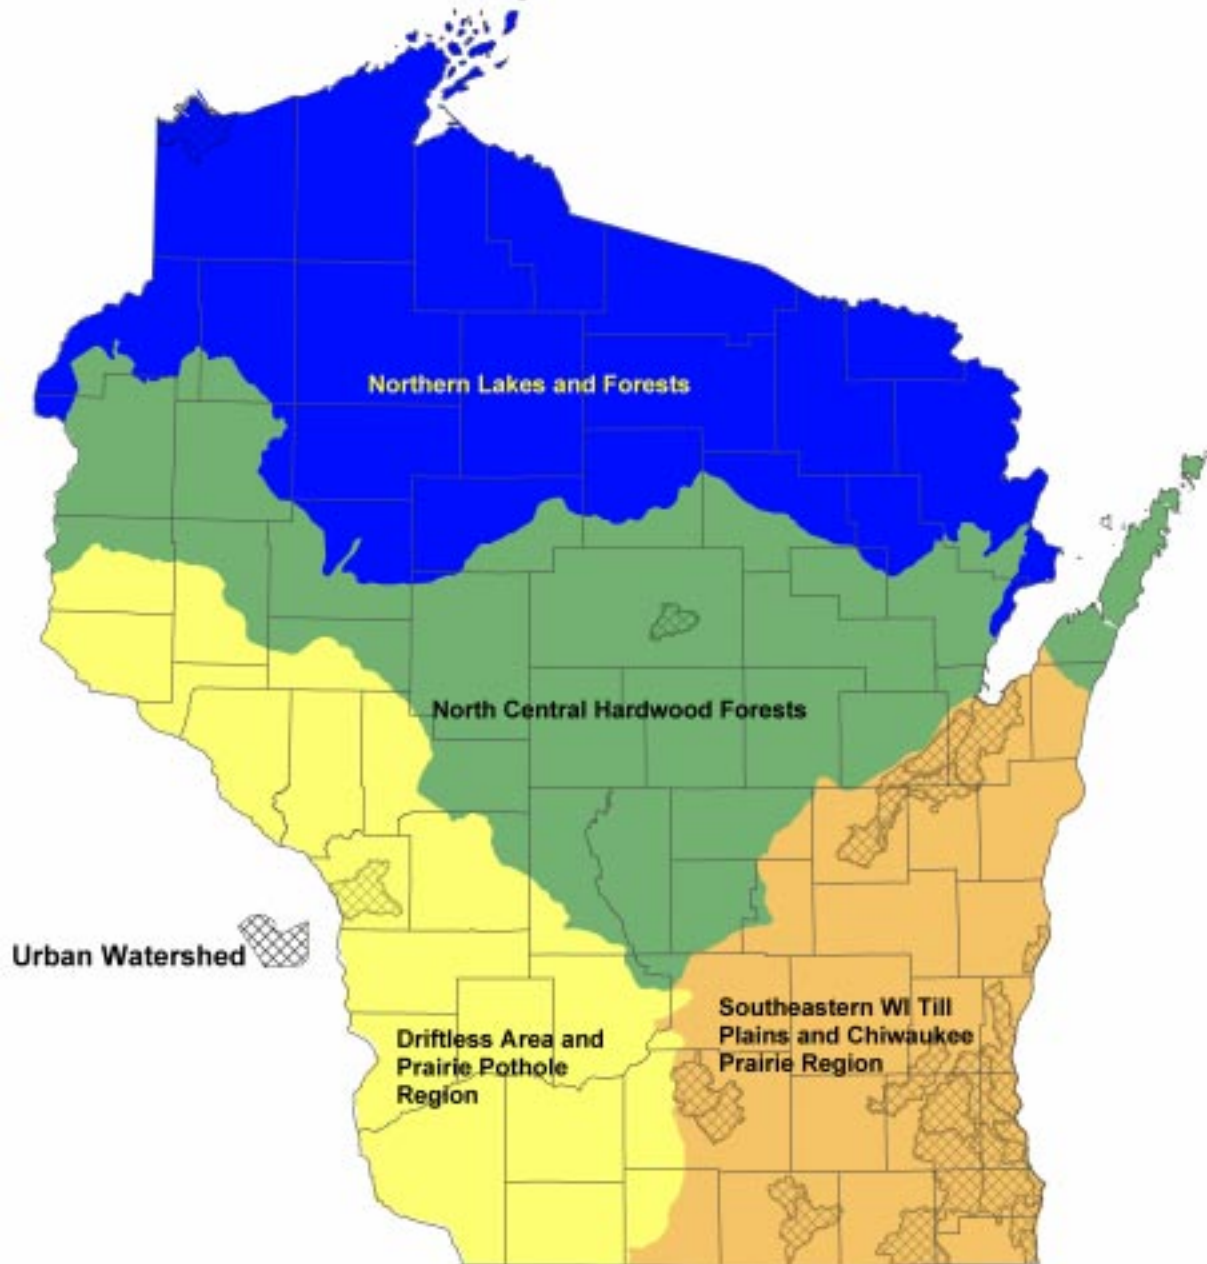 Northern Lakes and Forests
North Central Hardwood Forests
Urban Watershed
Driftless Area and
Prairie Pothole
Region
Southeastern WI Till
Plains and Chiwaukee
Prairie Region